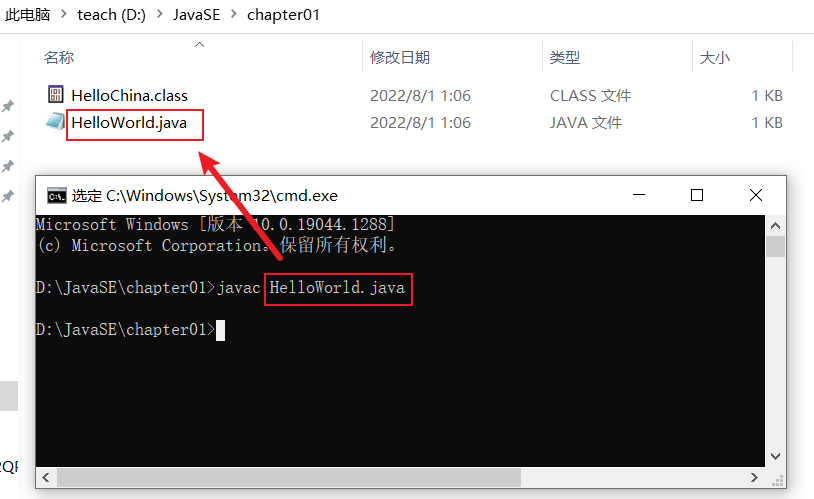 此电脑 > teach (D:) > JavaSE > chapter01
名称 修改日期 类型 大小
HelloChina.class 2022/8/1 1:06 CLASS 文件 1 KB
HelloWorld.java 2022/8/1 1:06 JAVA 文件 1 KB
选定 C:\Windows\System32\cmd.exe
Microsoft Windows [版本 10.0.19044.1288]
(c) Microsoft Corporation。保留所有权利。
D:\JavaSE\chapter01>javac HelloWorld.java
D:\JavaSE\chapter01>